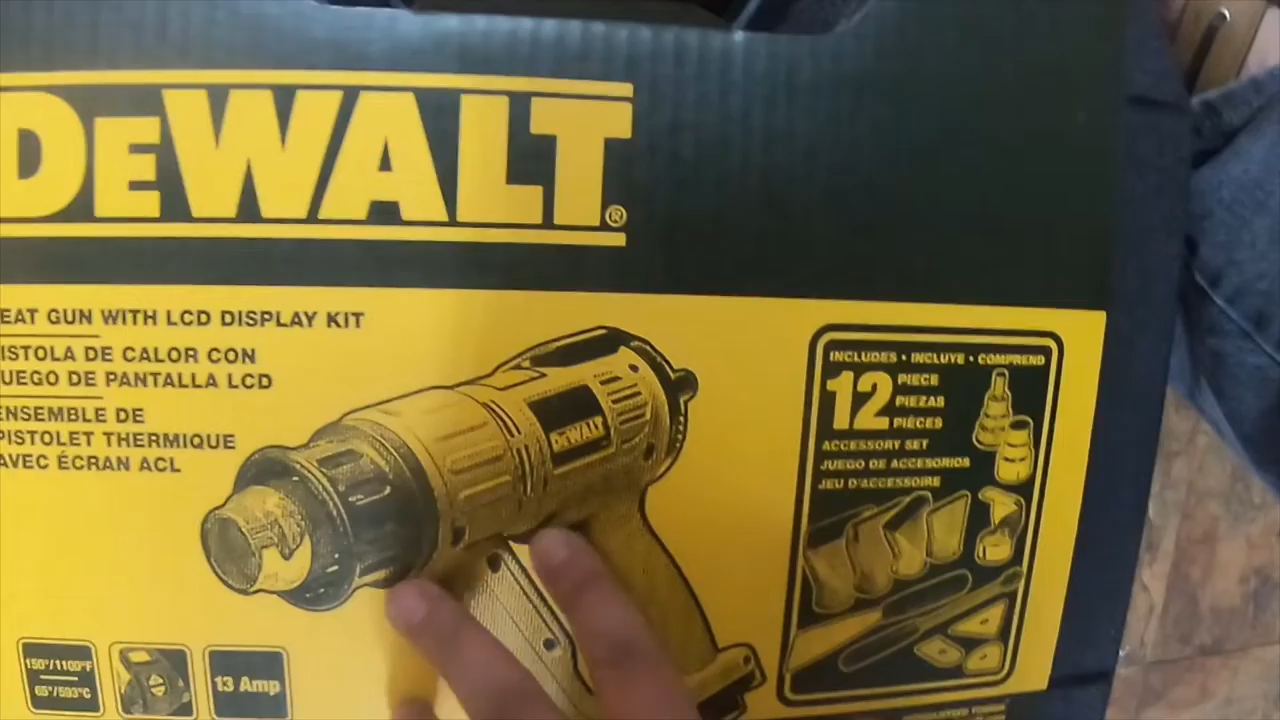 DEWALT®
EAT GUN WITH LCD DISPLAY KIT
ISTOLA DE CALOR CON
UEGO DE PANTALLA LCD
ENSEMBLE DE
PISTOLET THERMIQUE
AVEC ÉCRAN ACL
DEWALT
INCLUDES • INCLUYE • COMPREND
12 PIECE
PIEZAS
PIÈCES
ACCESSORY SET
JUEGO DE ACCESORIOS
JEU D'ACCESSOIRE
150°/1100°F
65°/593°C
13 Amp